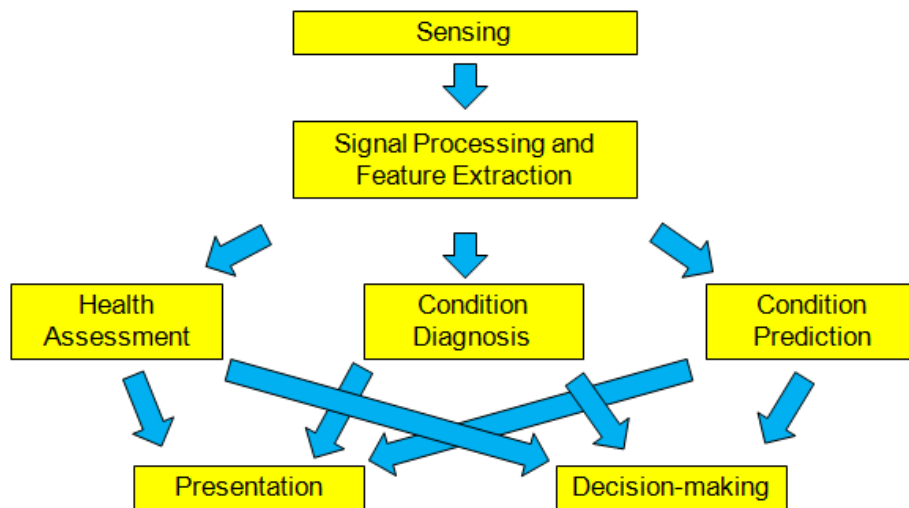 Sensing
Signal Processing and
Feature Extraction
Health
Assessment
Condition
Diagnosis
Condition
Prediction
Presentation
Decision-making